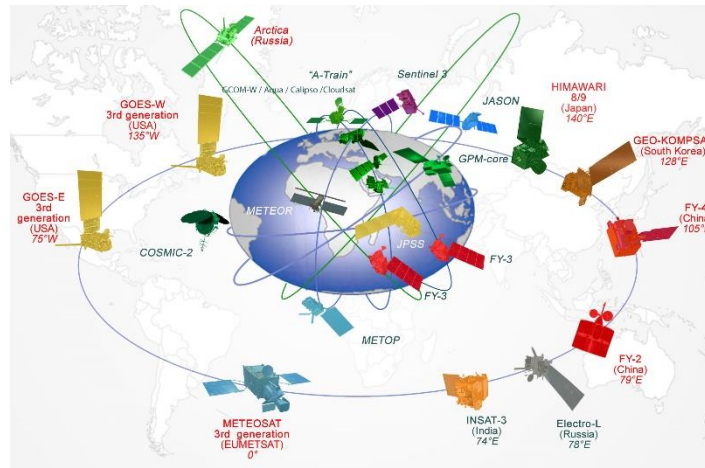 Arctica
(Russia)
"A-Train"
GCOM-W / Aqua / Calipso /Cloudsat
Sentinel 3
JASON
HIMAWARI
8/9
(Japan)
140°E
GOES-W
3rd generation
(USA)
135°W
GEO-KOMPSA
(South Korea)
128°E
GPM-core
GOES-E
3rd
generation
(USA)
75°W
METEOR
FY-4
(China
105°E
COSMIC-2
JPSS
FY-3
FY-3
METOP
FY-2
(China)
79°E
METEOSAT
3rd generation
(EUMETSAT)
0°
INSAT-3
(India)
74°E
Electro-L
(Russia)
78°E